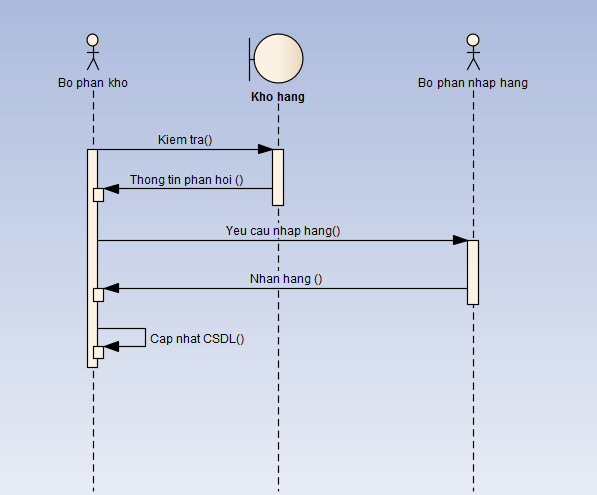 Bo phan kho
Kho hang
Bo phan nhap hang
Kiem tra()
Thong tin phan hoi ()
Yeu cau nhap hang()
Nhan hang ()
Cap nhat CSDL()